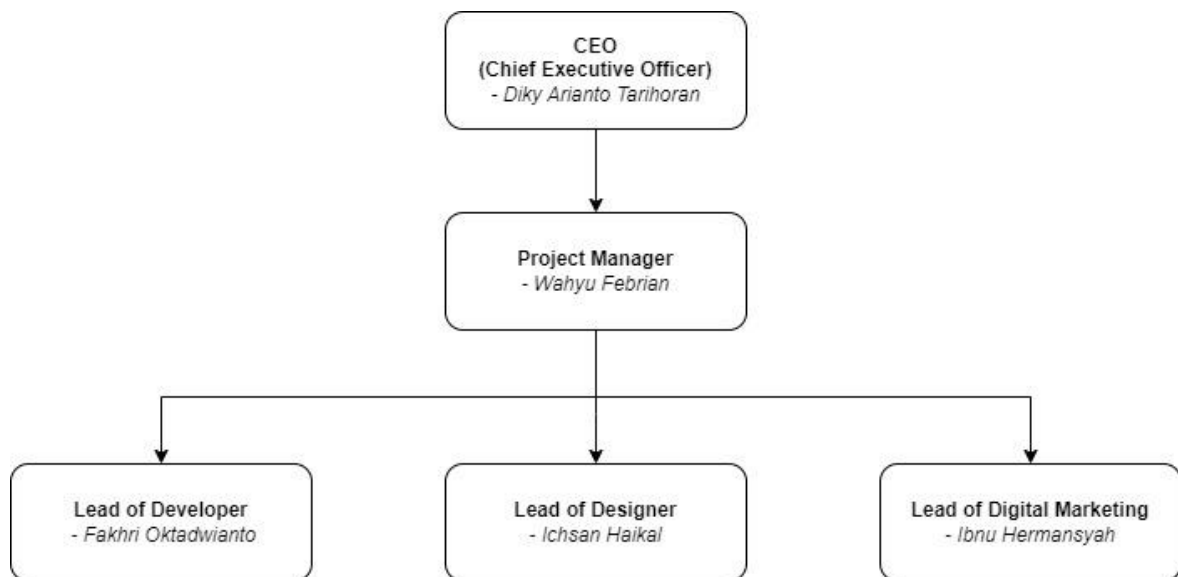 CEO
(Chief Executive Officer)
- Diky Arianto Tarihoran
Project Manager
- Wahyu Febrian
Lead of Developer
- Fakhri Oktadwianto
Lead of Designer
- Ichsan Haikal
Lead of Digital Marketing
- Ibnu Hermansyah